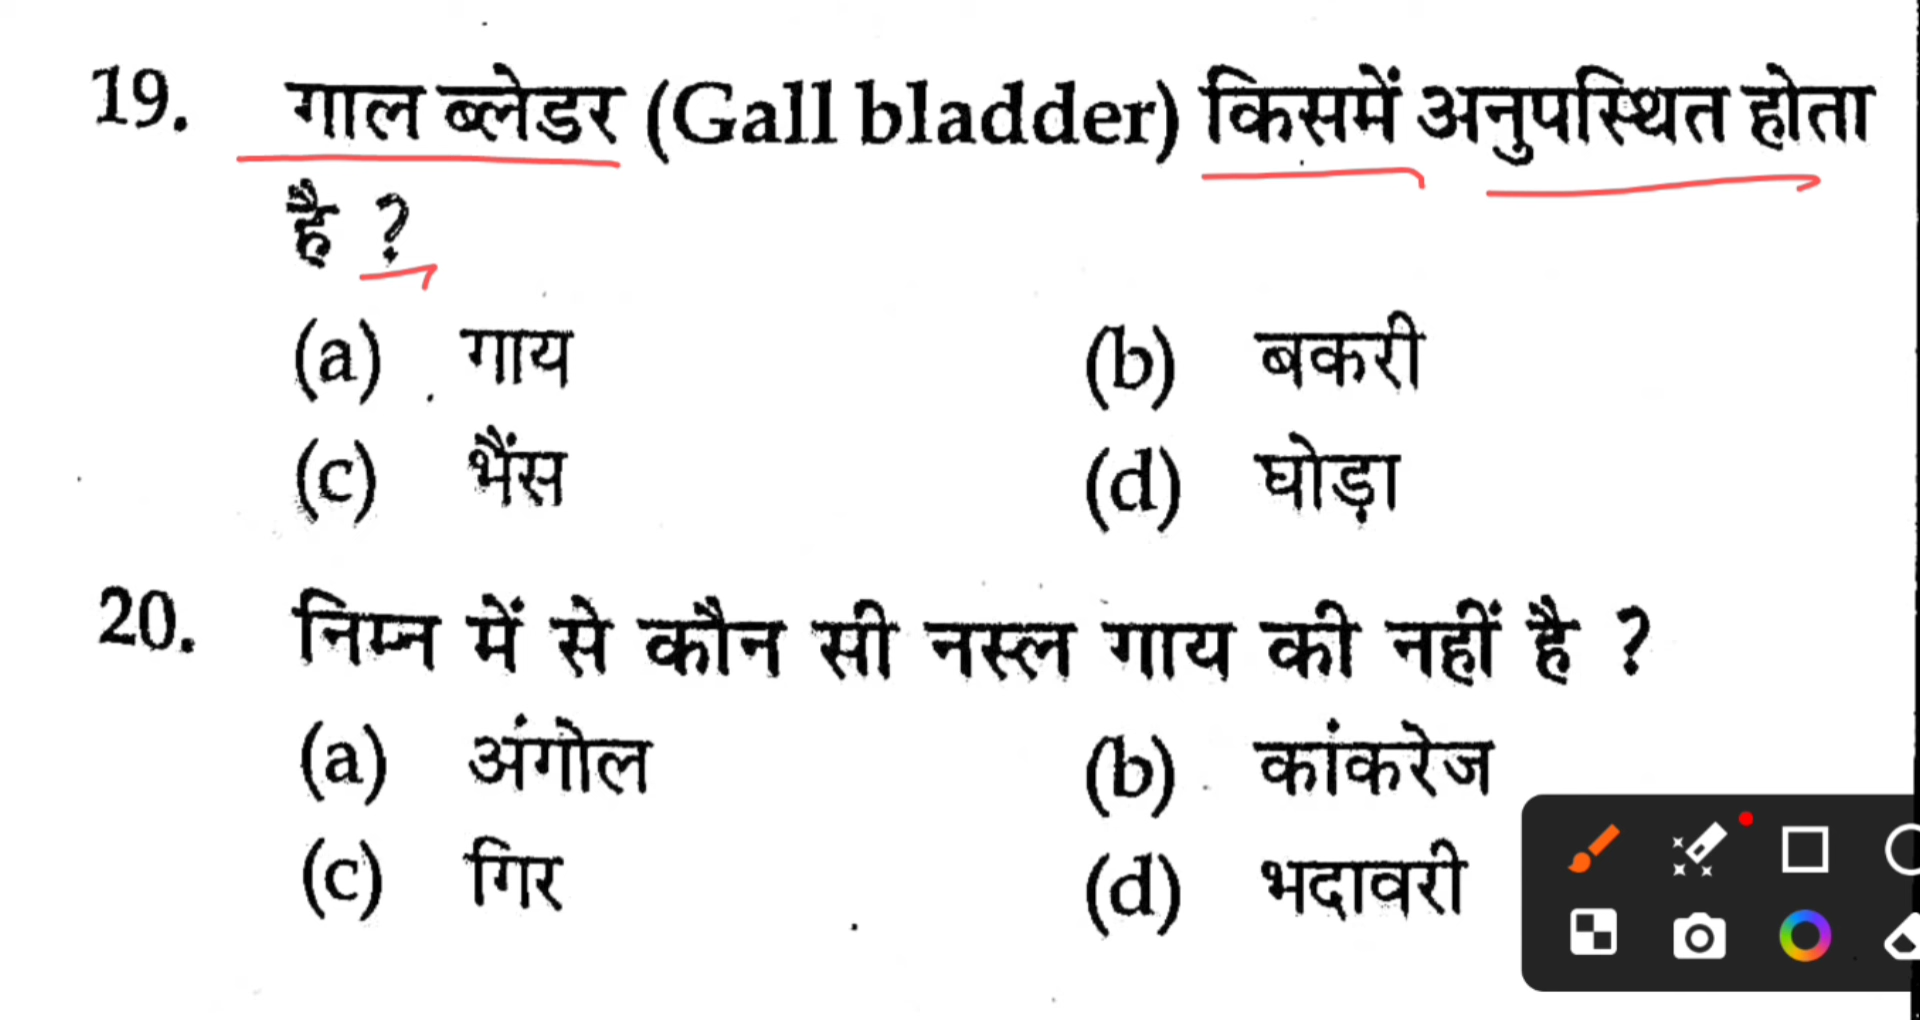 19. गाल ब्लेडर (Gall bladder) किसमें अनुपस्थित होता
है ?
(a) गाय (b) बकरी
(c) भैंस (d) घोड़ा
20. निम्न में से कौन सी नस्ल गाय की नहीं है ?
(a) अंगोल (b) कांकरेज
(c) गिर (d) भदावरी